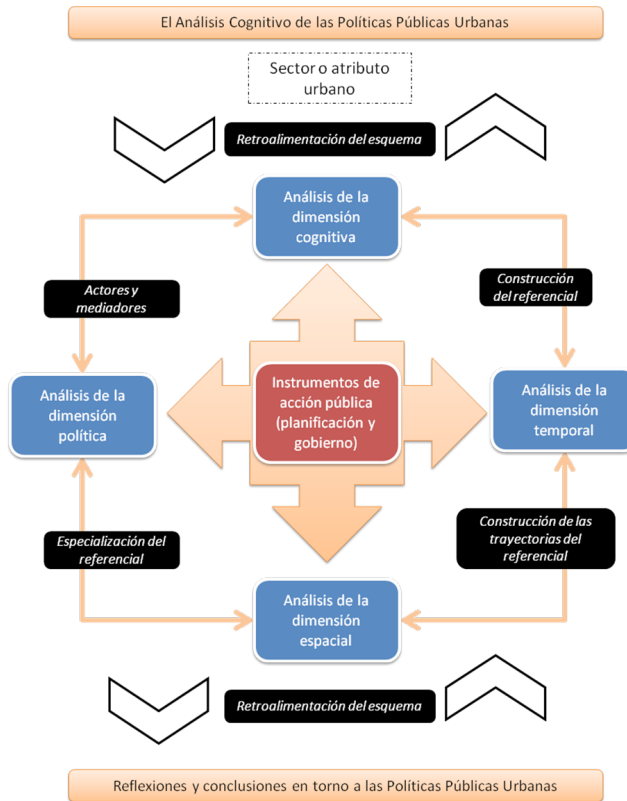 El Análisis Cognitivo de las Políticas Públicas Urbanas
Sector o atributo
urbano
Retroalimentación del esquema
Análisis de la
dimensión
cognitiva
Actores y
mediadores
Construcción
del referencial
Análisis de la
dimensión
política
Instrumentos de
acción pública
(planificación y
gobierno)
Análisis de la
dimensión
temporal
Especialización del
referencial
Construcción de las
trayectorias del
referencial
Análisis de la
dimensión
espacial
Retroalimentación del esquema
Reflexiones y conclusiones en torno a las Políticas Públicas Urbanas